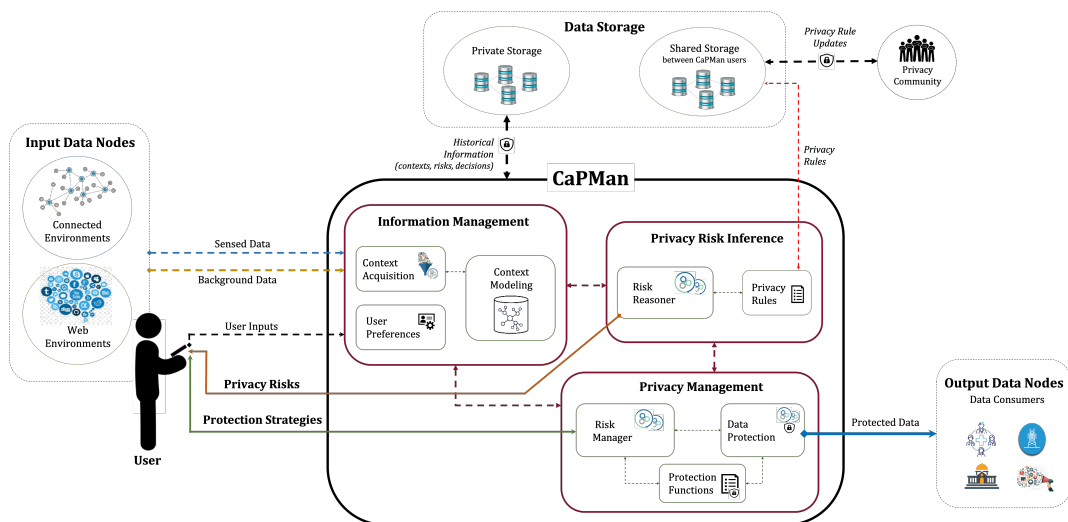 Data Storage
Private Storage
Shared Storage
between CaPMan users
Privacy Rule
Updates
Privacy
Community
Input Data Nodes
Historical
Information
(contexts, risks, decisions)
Privacy
Rules
CaPMan
Connected
Environments
Information Management
Privacy Risk Inference
Sensed Data
Context
Acquisition
Context
Modeling
Background Data
Risk
Reasoner
Privacy
Rules
User Inputs
User
Preferences
Web
Environments
Privacy Risks
Privacy Management
Output Data Nodes
Data Consumers
Protection Strategies
Risk
Manager
Data
Protection
Protected Data
User
Protection
Functions